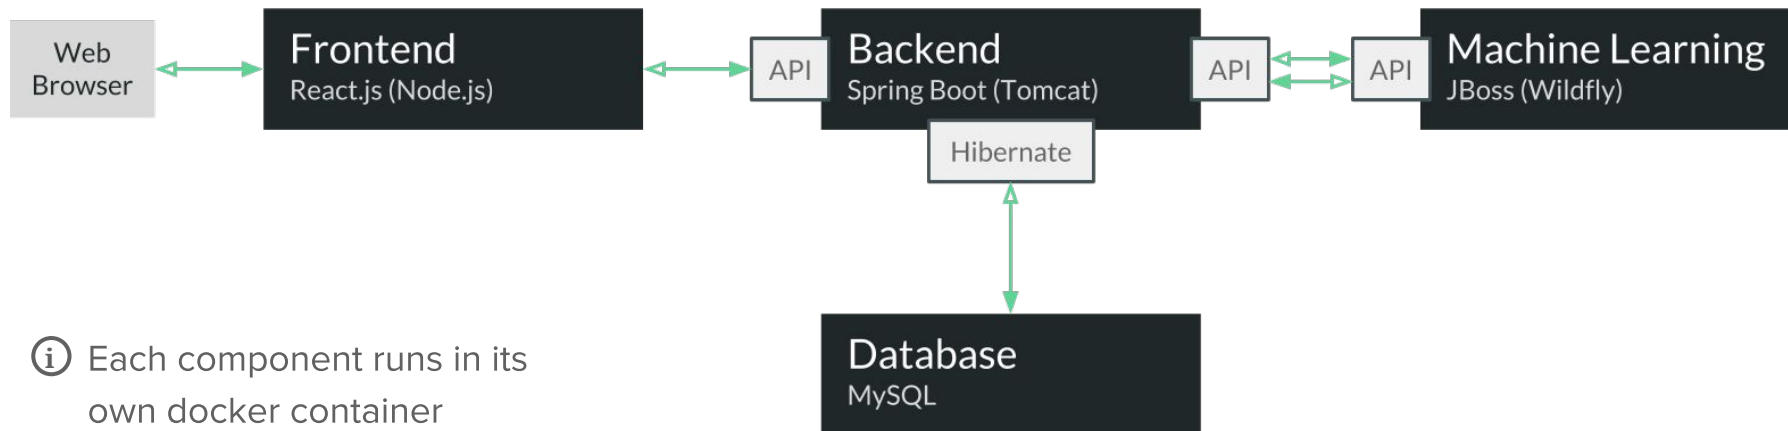 Web
Browser
Frontend
React.js (Node.js)
API
Backend
Spring Boot (Tomcat)
API
API
Machine Learning
JBoss (Wildfly)
Hibernate
Database
MySQL
i Each component runs in its
own docker container